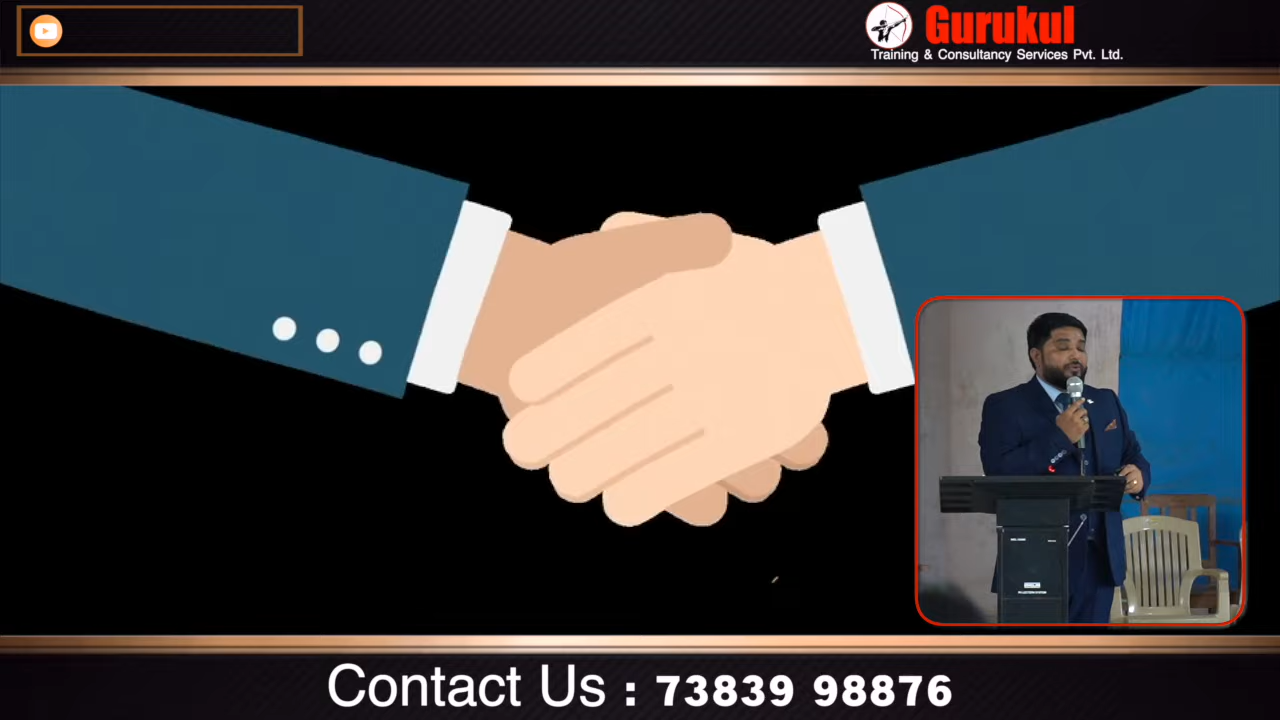 Gurukul
Training & Consultancy Services Pvt. Ltd.
Contact Us : 73839 98876